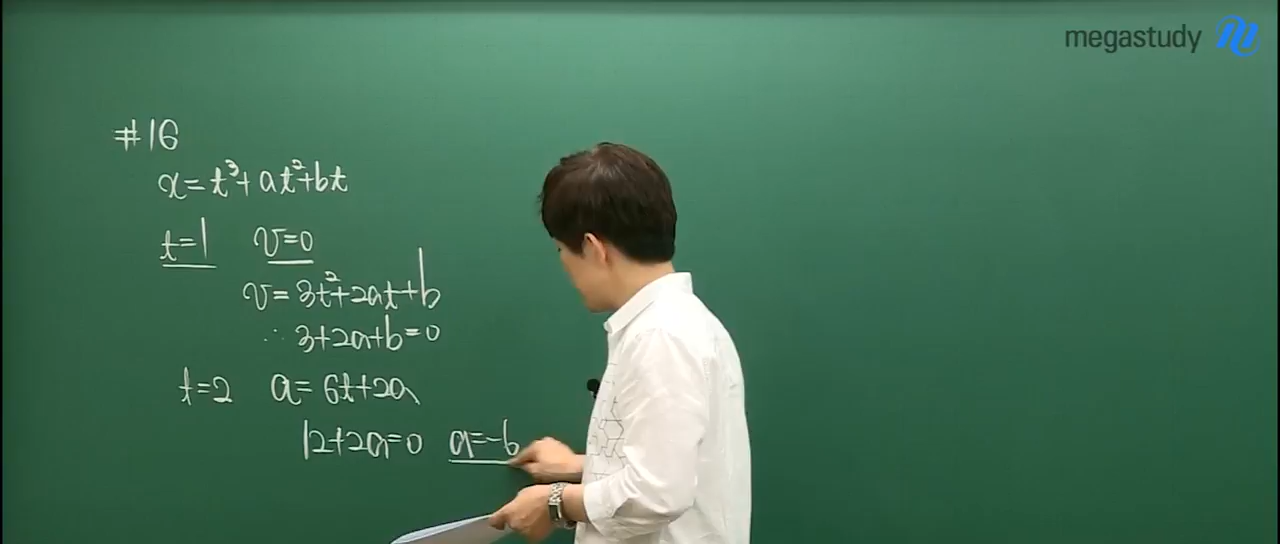 megastudy
#16
x=t³+at²+bt
t=1 v=0
v=3t²+2at+b
∴ 3+2a+b=0
t=2 a=6t+2a
12+2a=0 a=-6